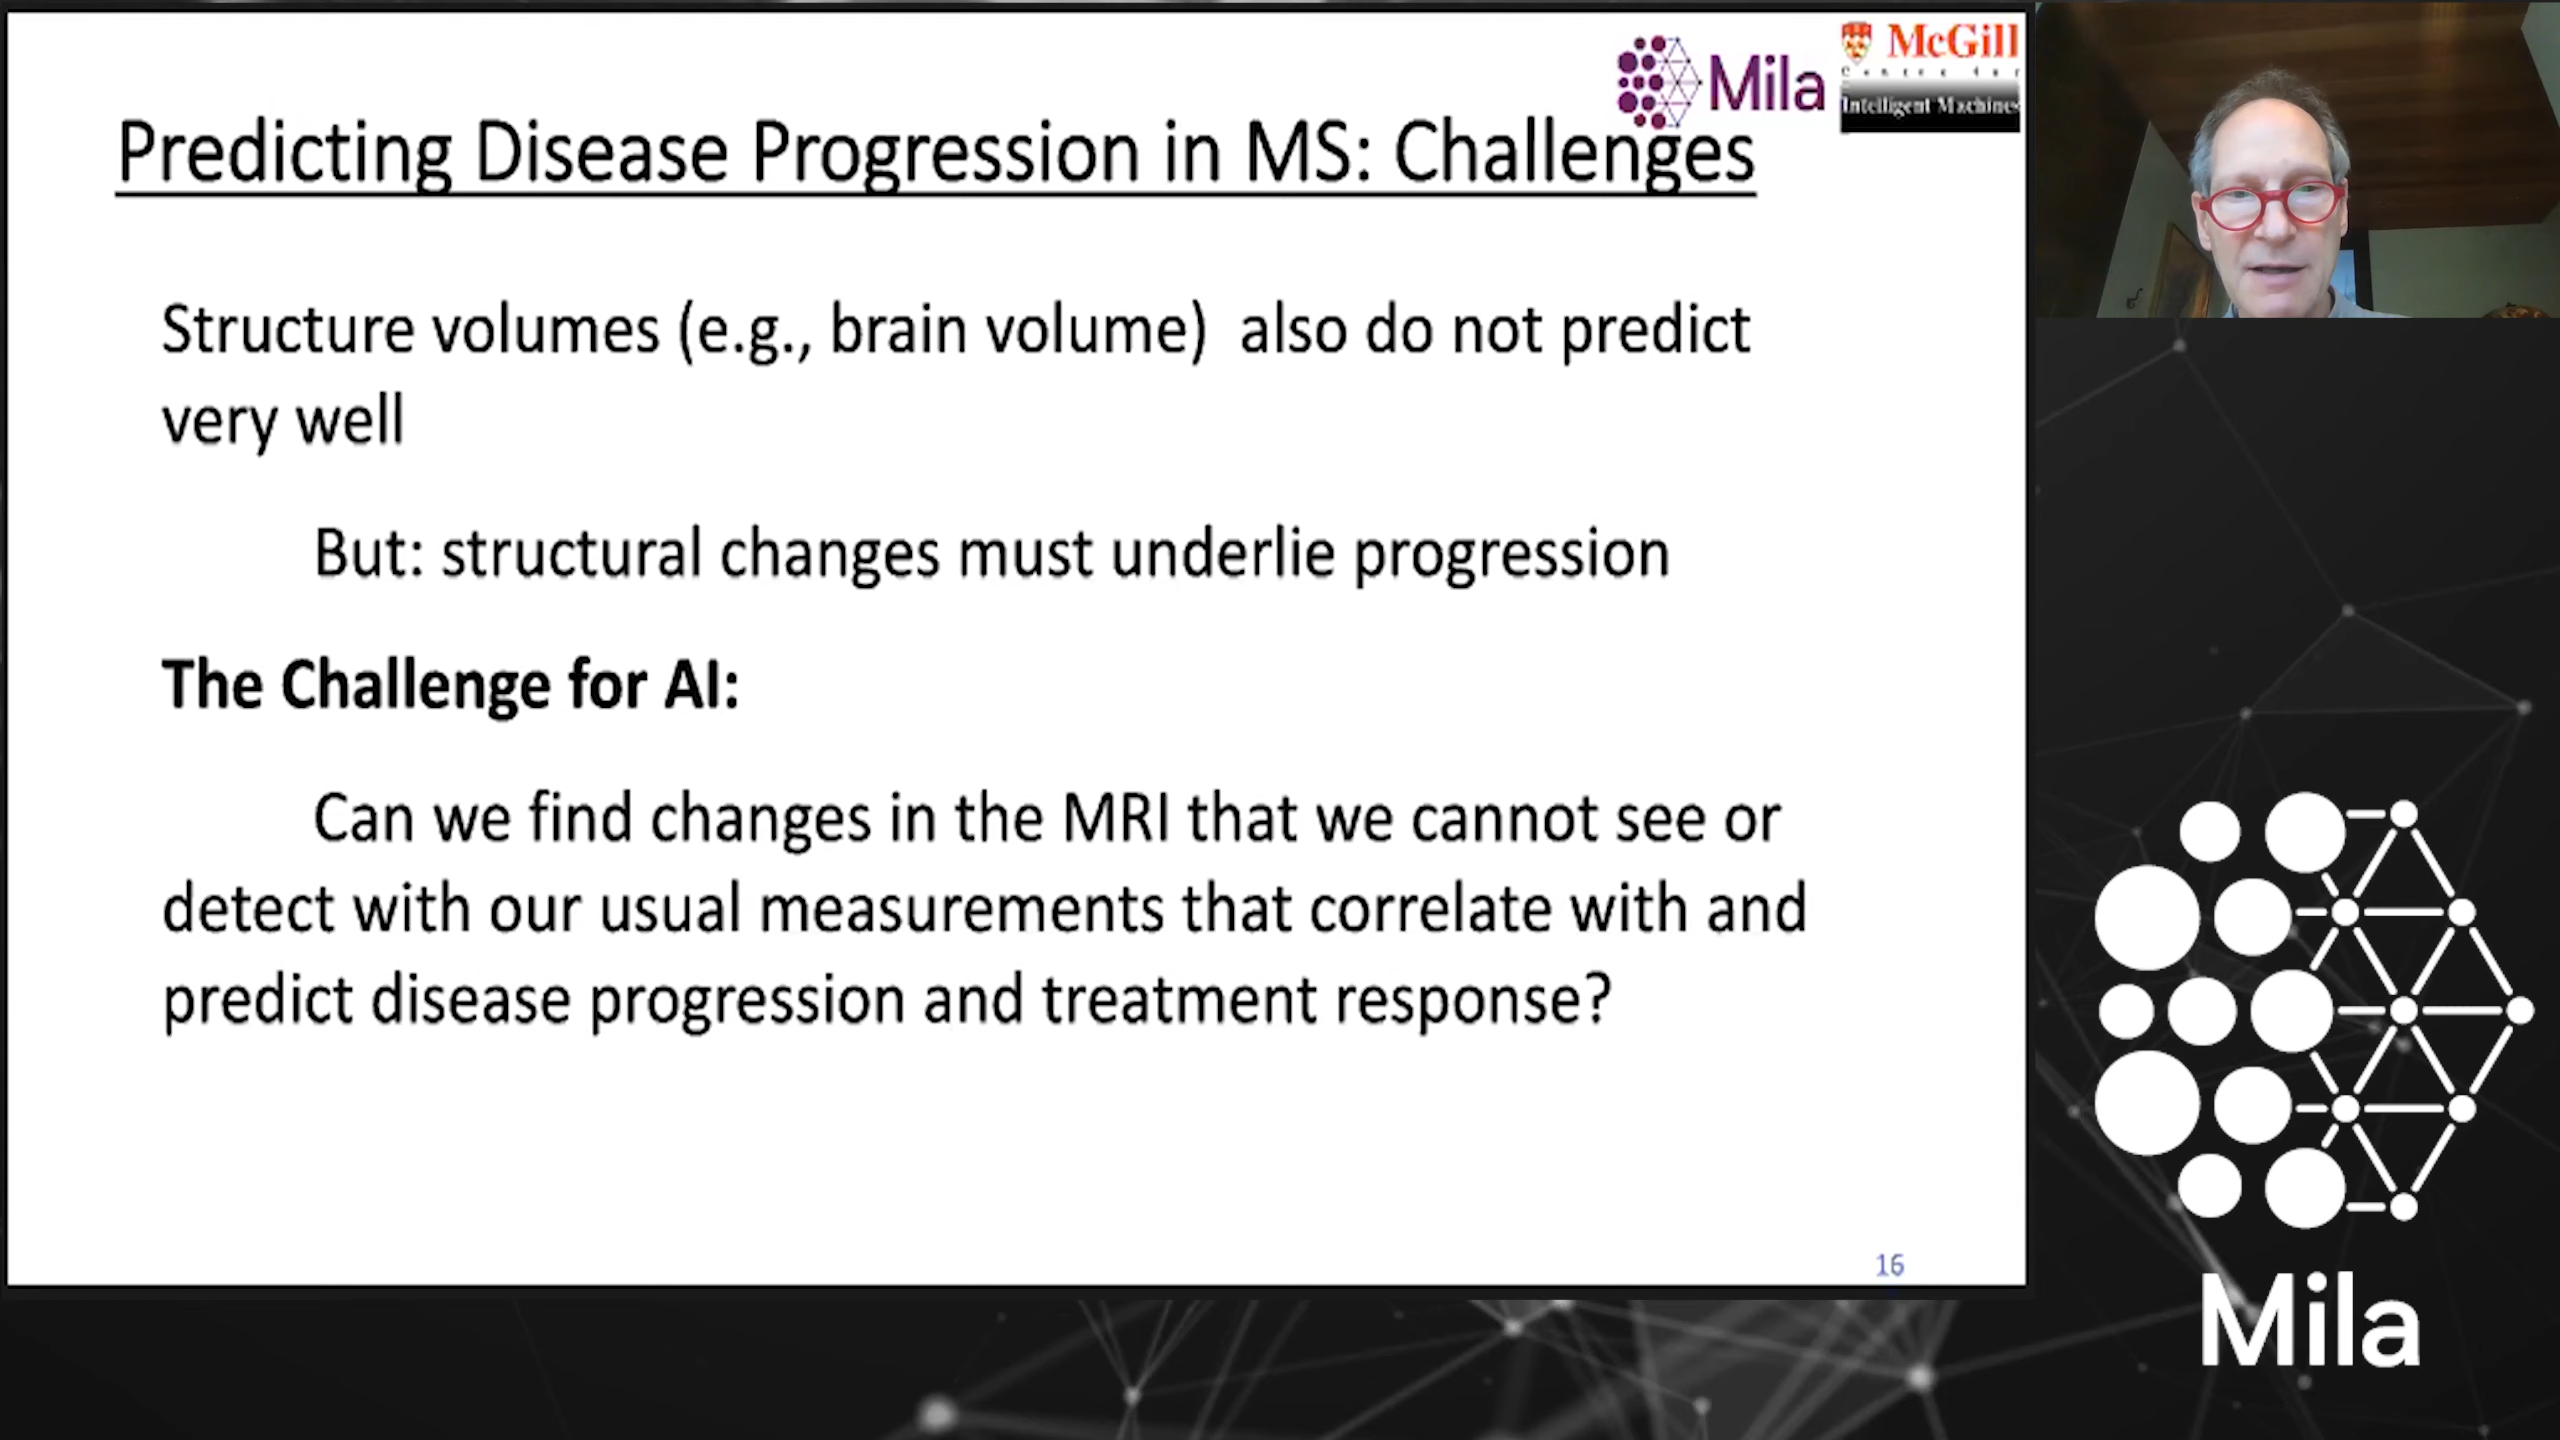 Mila
McGill
Centre for
Intelligent Machines
Predicting Disease Progression in MS: Challenges
Structure volumes (e.g., brain volume)  also do not predict
very well
But: structural changes must underlie progression
The Challenge for AI:
Can we find changes in the MRI that we cannot see or
detect with our usual measurements that correlate with and
predict disease progression and treatment response?
16
Mila